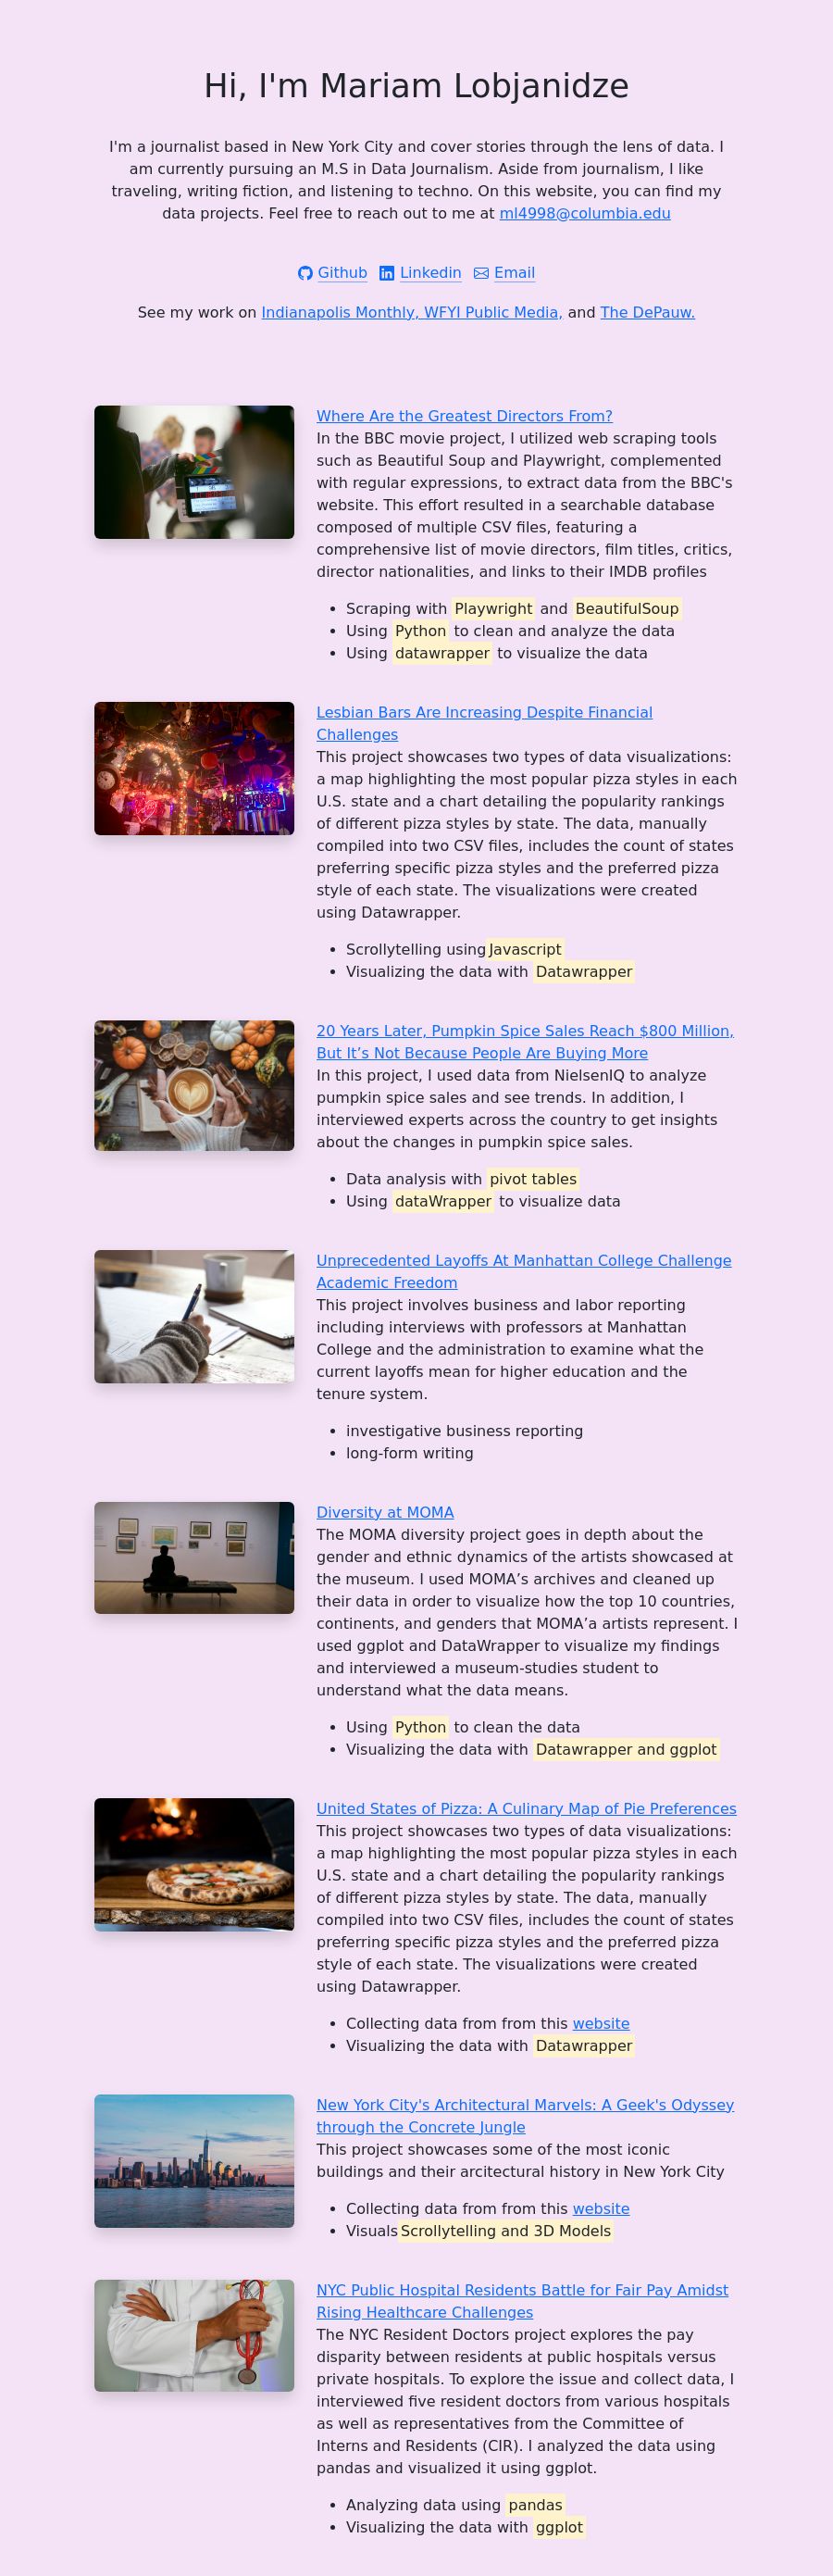 Hi, I'm Mariam Lobjanidze
I'm a journalist based in New York City and cover stories through the lens of data. I
am currently pursuing an M.S in Data Journalism. Aside from journalism, I like
traveling, writing fiction, and listening to techno. On this website, you can find my
data projects. Feel free to reach out to me at ml4998@columbia.edu
Github Linkedin Email
See my work on Indianapolis Monthly, WFYI Public Media, and The DePauw.
Where Are the Greatest Directors From?
In the BBC movie project, I utilized web scraping tools
such as Beautiful Soup and Playwright, complemented
with regular expressions, to extract data from the BBC's
website. This effort resulted in a searchable database
composed of multiple CSV files, featuring a
comprehensive list of movie directors, film titles, critics,
director nationalities, and links to their IMDB profiles
• Scraping with Playwright and BeautifulSoup
• Using Python to clean and analyze the data
• Using datawrapper to visualize the data
Lesbian Bars Are Increasing Despite Financial
Challenges
This project showcases two types of data visualizations:
a map highlighting the most popular pizza styles in each
U.S. state and a chart detailing the popularity rankings
of different pizza styles by state. The data, manually
compiled into two CSV files, includes the count of states
preferring specific pizza styles and the preferred pizza
style of each state. The visualizations were created
using Datawrapper.
• Scrollytelling using Javascript
• Visualizing the data with Datawrapper
20 Years Later, Pumpkin Spice Sales Reach $800 Million,
But It’s Not Because People Are Buying More
In this project, I used data from NielsenIQ to analyze
pumpkin spice sales and see trends. In addition, I
interviewed experts across the country to get insights
about the changes in pumpkin spice sales.
• Data analysis with pivot tables
• Using dataWrapper to visualize data
Unprecedented Layoffs At Manhattan College Challenge
Academic Freedom
This project involves business and labor reporting
including interviews with professors at Manhattan
College and the administration to examine what the
current layoffs mean for higher education and the
tenure system.
• investigative business reporting
• long-form writing
Diversity at MOMA
The MOMA diversity project goes in depth about the
gender and ethnic dynamics of the artists showcased at
the museum. I used MOMA’s archives and cleaned up
their data in order to visualize how the top 10 countries,
continents, and genders that MOMA’a artists represent. I
used ggplot and DataWrapper to visualize my findings
and interviewed a museum-studies student to
understand what the data means.
• Using Python to clean the data
• Visualizing the data with Datawrapper and ggplot
United States of Pizza: A Culinary Map of Pie Preferences
This project showcases two types of data visualizations:
a map highlighting the most popular pizza styles in each
U.S. state and a chart detailing the popularity rankings
of different pizza styles by state. The data, manually
compiled into two CSV files, includes the count of states
preferring specific pizza styles and the preferred pizza
style of each state. The visualizations were created
using Datawrapper.
• Collecting data from from this website
• Visualizing the data with Datawrapper
New York City's Architectural Marvels: A Geek's Odyssey
through the Concrete Jungle
This project showcases some of the most iconic
buildings and their arcitectural history in New York City
• Collecting data from from this website
• Visuals Scrollytelling and 3D Models
NYC Public Hospital Residents Battle for Fair Pay Amidst
Rising Healthcare Challenges
The NYC Resident Doctors project explores the pay
disparity between residents at public hospitals versus
private hospitals. To explore the issue and collect data, I
interviewed five resident doctors from various hospitals
as well as representatives from the Committee of
Interns and Residents (CIR). I analyzed the data using
pandas and visualized it using ggplot.
• Analyzing data using pandas
• Visualizing the data with ggplot